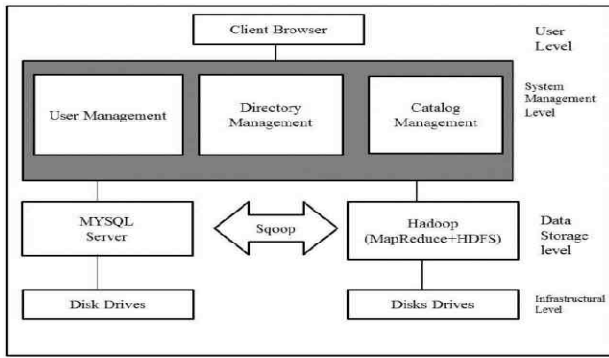 Client Browser
User
Level
User Management
Directory
Management
Catalog
Management
System
Management
Level
MYSQL
Server
Sqoop
Hadoop
(MapReduce+HDFS)
Data
Storage
level
Disk Drives
Disks Drives
Infrastructural
Level